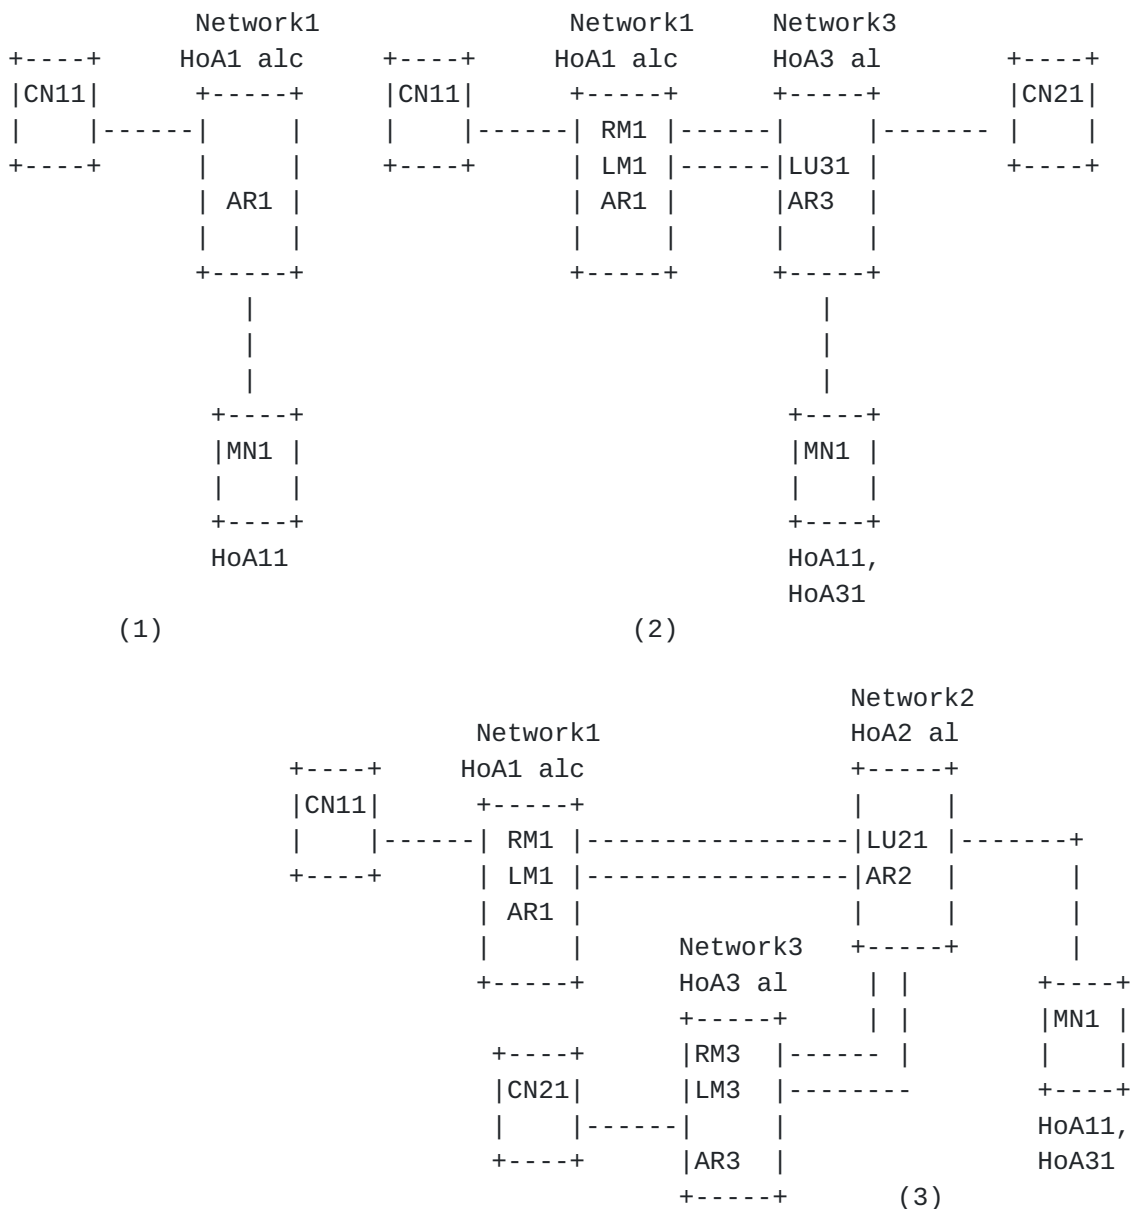 Network1 Network1 Network3
HoA1 alc HoA1 alc HoA3 al
CN11 CN11 CN21
RM1
LM1 LU31
AR1 AR1 AR3
MN1 MN1
HoA11 HoA11,
HoA31
(1) (2)
Network2
Network1 HoA2 al
HoA1 alc
CN11
RM1 LU21
LM1 AR2
AR1
Network3
HoA3 al
MN1
RM3
CN21 LM3
HoA11,
AR3 HoA31
(3)